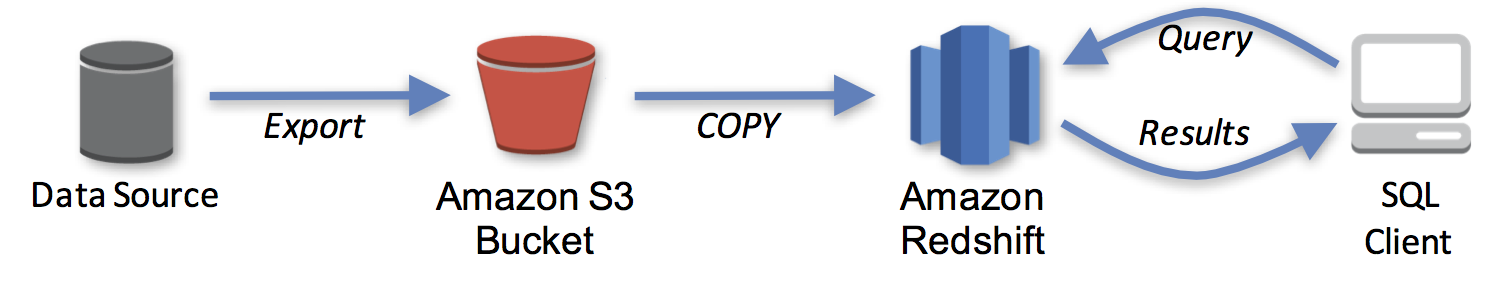 Query
Export
COPY
Results
Data Source
Amazon S3
Bucket
Amazon
Redshift
SQL
Client